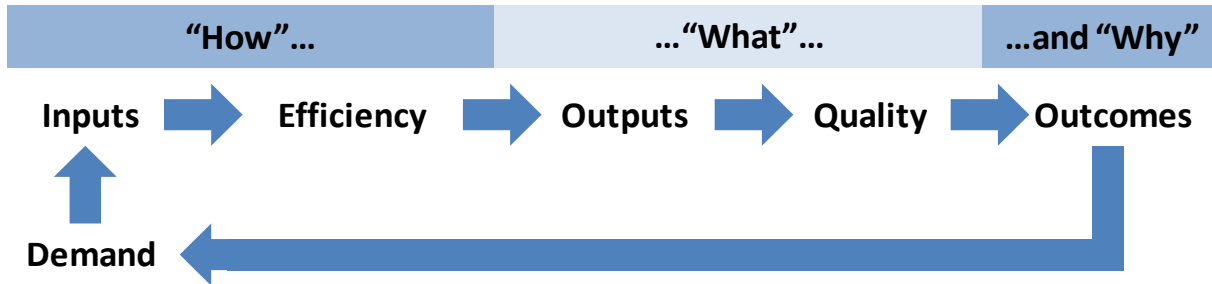 “How”... ...“What”... ...and “Why”
Inputs Efficiency Outputs Quality Outcomes
Demand